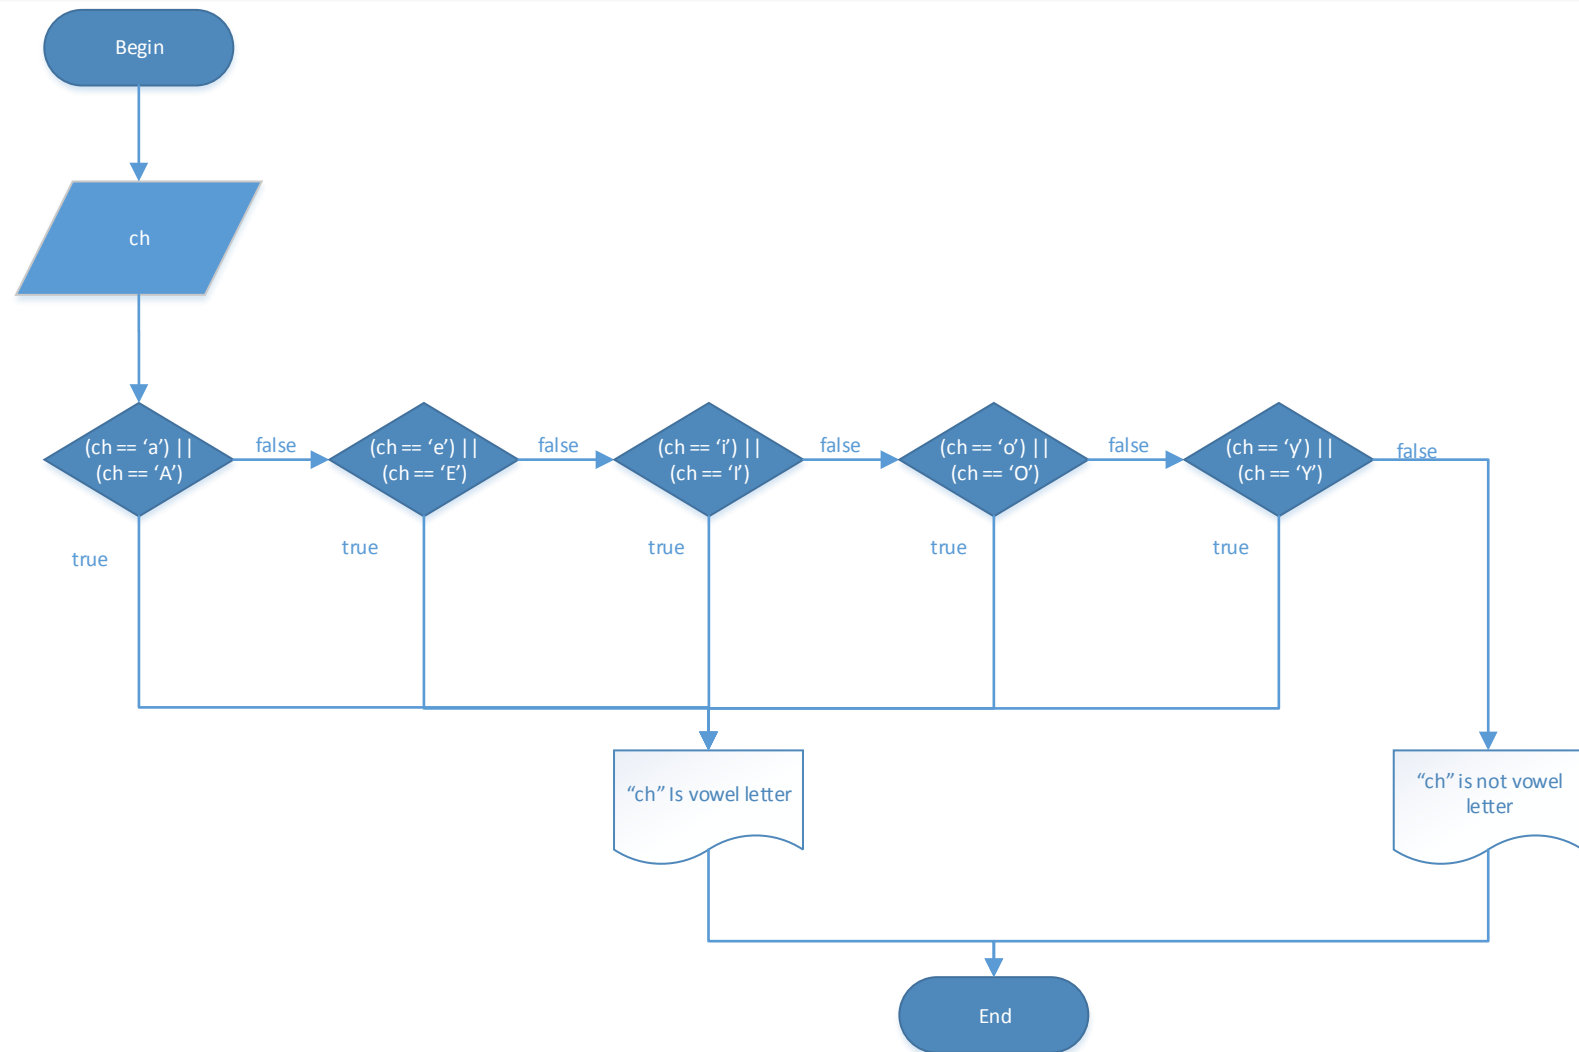 Begin
ch
(ch == ‘a’) ||
(ch == ‘A’)
false
(ch == ‘e’) ||
(ch == ‘E’)
false
(ch == ‘i’) ||
(ch == ‘I’)
false
(ch == ‘o’) ||
(ch == ‘O’)
false
(ch == ‘y’) ||
(ch == ‘Y’)
false
true
true
true
true
true
“ch” Is vowel letter
“ch” is not vowel
letter
End